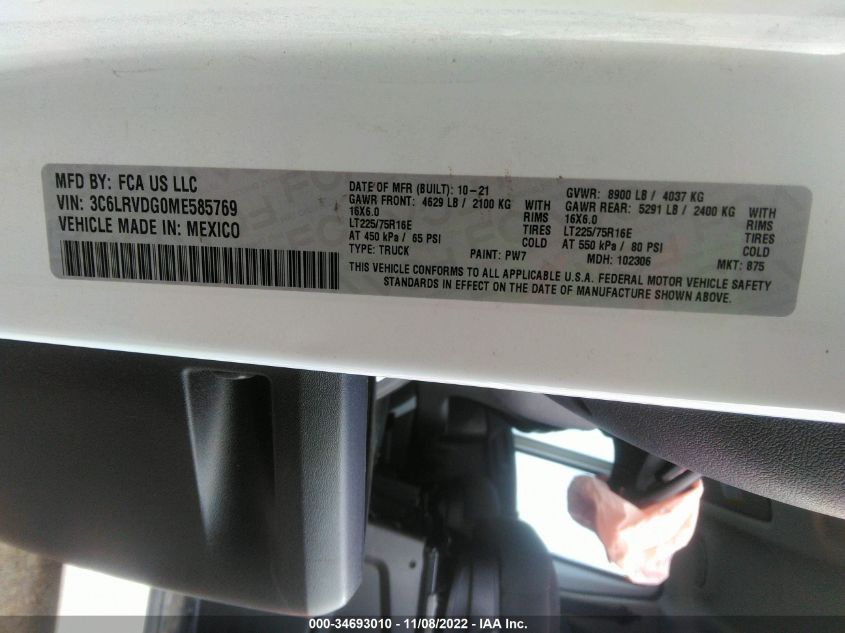 MFD BY: FCA US LLC
VIN: 3C6LRVDG0ME585769
VEHICLE MADE IN: MEXICO
DATE OF MFR (BUILT): 10-21
GAWR FRONT: 4629 LB / 2100 KG WITH
16X6.0 RIMS
LT225/75R16E TIRES
AT 450 kPa / 65 PSI COLD
TYPE: TRUCK PAINT: PW7
GVWR: 8900 LB / 4037 KG
GAWR REAR: 5291 LB / 2400 KG WITH
16X6.0 RIMS
LT225/75R16E TIRES
AT 550 kPa / 80 PSI COLD
MDH: 102306 MKT: 875
THIS VEHICLE CONFORMS TO ALL APPLICABLE U.S.A. FEDERAL MOTOR VEHICLE SAFETY
STANDARDS IN EFFECT ON THE DATE OF MANUFACTURE SHOWN ABOVE.
000-34693010 - 11/08/2022 - IAA Inc.